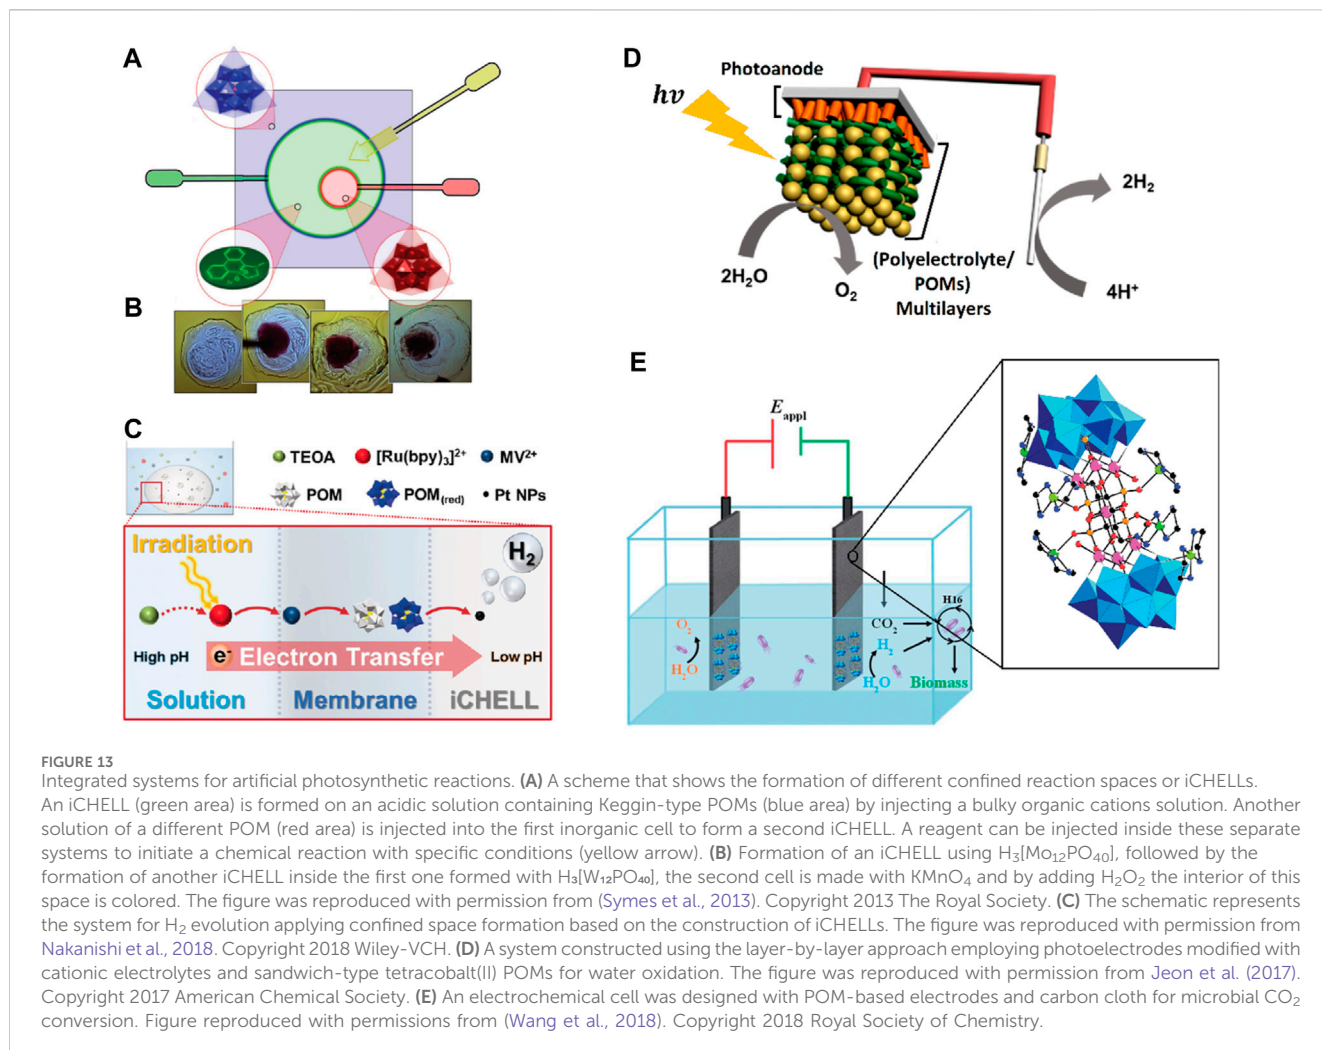 A
B
C
TEOA
[Ru(bpy)₃]²⁺
MV²⁺
POM
POM(red)
Pt NPs
Irradiation
H₂
High pH
e⁻ Electron Transfer
Low pH
Solution
Membrane
iCHELL
D
Photoanode
hν
2H₂
2H₂O
O₂
(Polyelectrolyte/
POMs)
Multilayers
4H⁺
E
E appl
O₂
H₂O
CO₂
H16
H₂
H₂O
Biomass
FIGURE 13
Integrated systems for artificial photosynthetic reactions. (A) A scheme that shows the formation of different confined reaction spaces or iCHELLs.
An iCHELL (green area) is formed on an acidic solution containing Keggin-type POMs (blue area) by injecting a bulky organic cations solution. Another
solution of a different POM (red area) is injected into the first inorganic cell to form a second iCHELL. A reagent can be injected inside these separate
systems to initiate a chemical reaction with specific conditions (yellow arrow). (B) Formation of an iCHELL using H₃[Mo₁₂PO₄₀], followed by the
formation of another iCHELL inside the first one formed with H₃[W₁₂PO₄₀], the second cell is made with KMnO₄ and by adding H₂O₂ the interior of this
space is colored. The figure was reproduced with permission from (Symes et al., 2013). Copyright 2013 The Royal Society. (C) The schematic represents
the system for H₂ evolution applying confined space formation based on the construction of iCHELLs. The figure was reproduced with permission from
Nakanishi et al., 2018. Copyright 2018 Wiley-VCH. (D) A system constructed using the layer-by-layer approach employing photoelectrodes modified with
cationic electrolytes and sandwich-type tetracobalt(II) POMs for water oxidation. The figure was reproduced with permission from Jeon et al. (2017).
Copyright 2017 American Chemical Society. (E) An electrochemical cell was designed with POM-based electrodes and carbon cloth for microbial CO₂
conversion. Figure reproduced with permissions from (Wang et al., 2018). Copyright 2018 Royal Society of Chemistry.